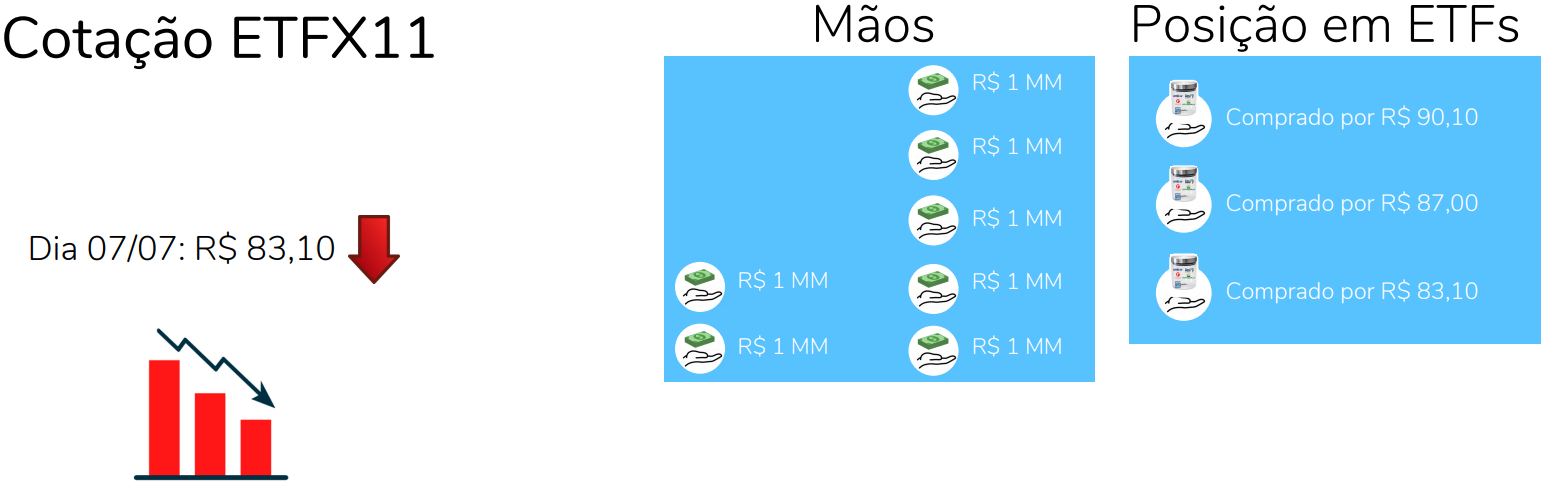 Cotação ETFX11
Dia 07/07: R$ 83,10
Mãos
R$ 1 MM
R$ 1 MM
R$ 1 MM
R$ 1 MM
R$ 1 MM
R$ 1 MM
R$ 1 MM
Posição em ETFs
Comprado por R$ 90,10
Comprado por R$ 87,00
Comprado por R$ 83,10